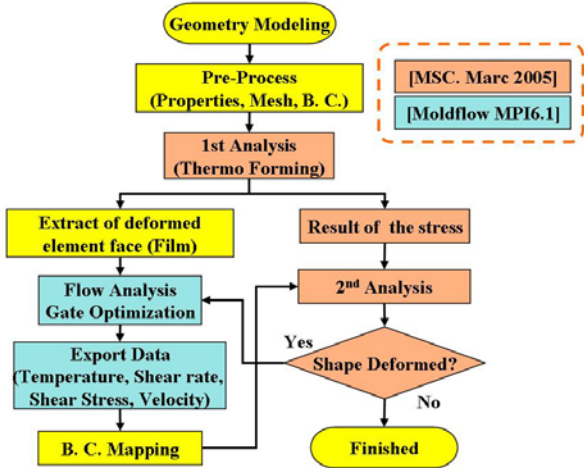 Geometry Modeling
Pre-Process
(Properties, Mesh, B. C.)
[MSC. Marc 2005]
[Moldflow MPI6.1]
1st Analysis
(Thermo Forming)
Extract of deformed
element face (Film)
Result of the stress
Flow Analysis
Gate Optimization
2nd Analysis
Yes
Export Data
(Temperature, Shear rate,
Shear Stress, Velocity)
Shape Deformed?
No
B. C. Mapping
Finished